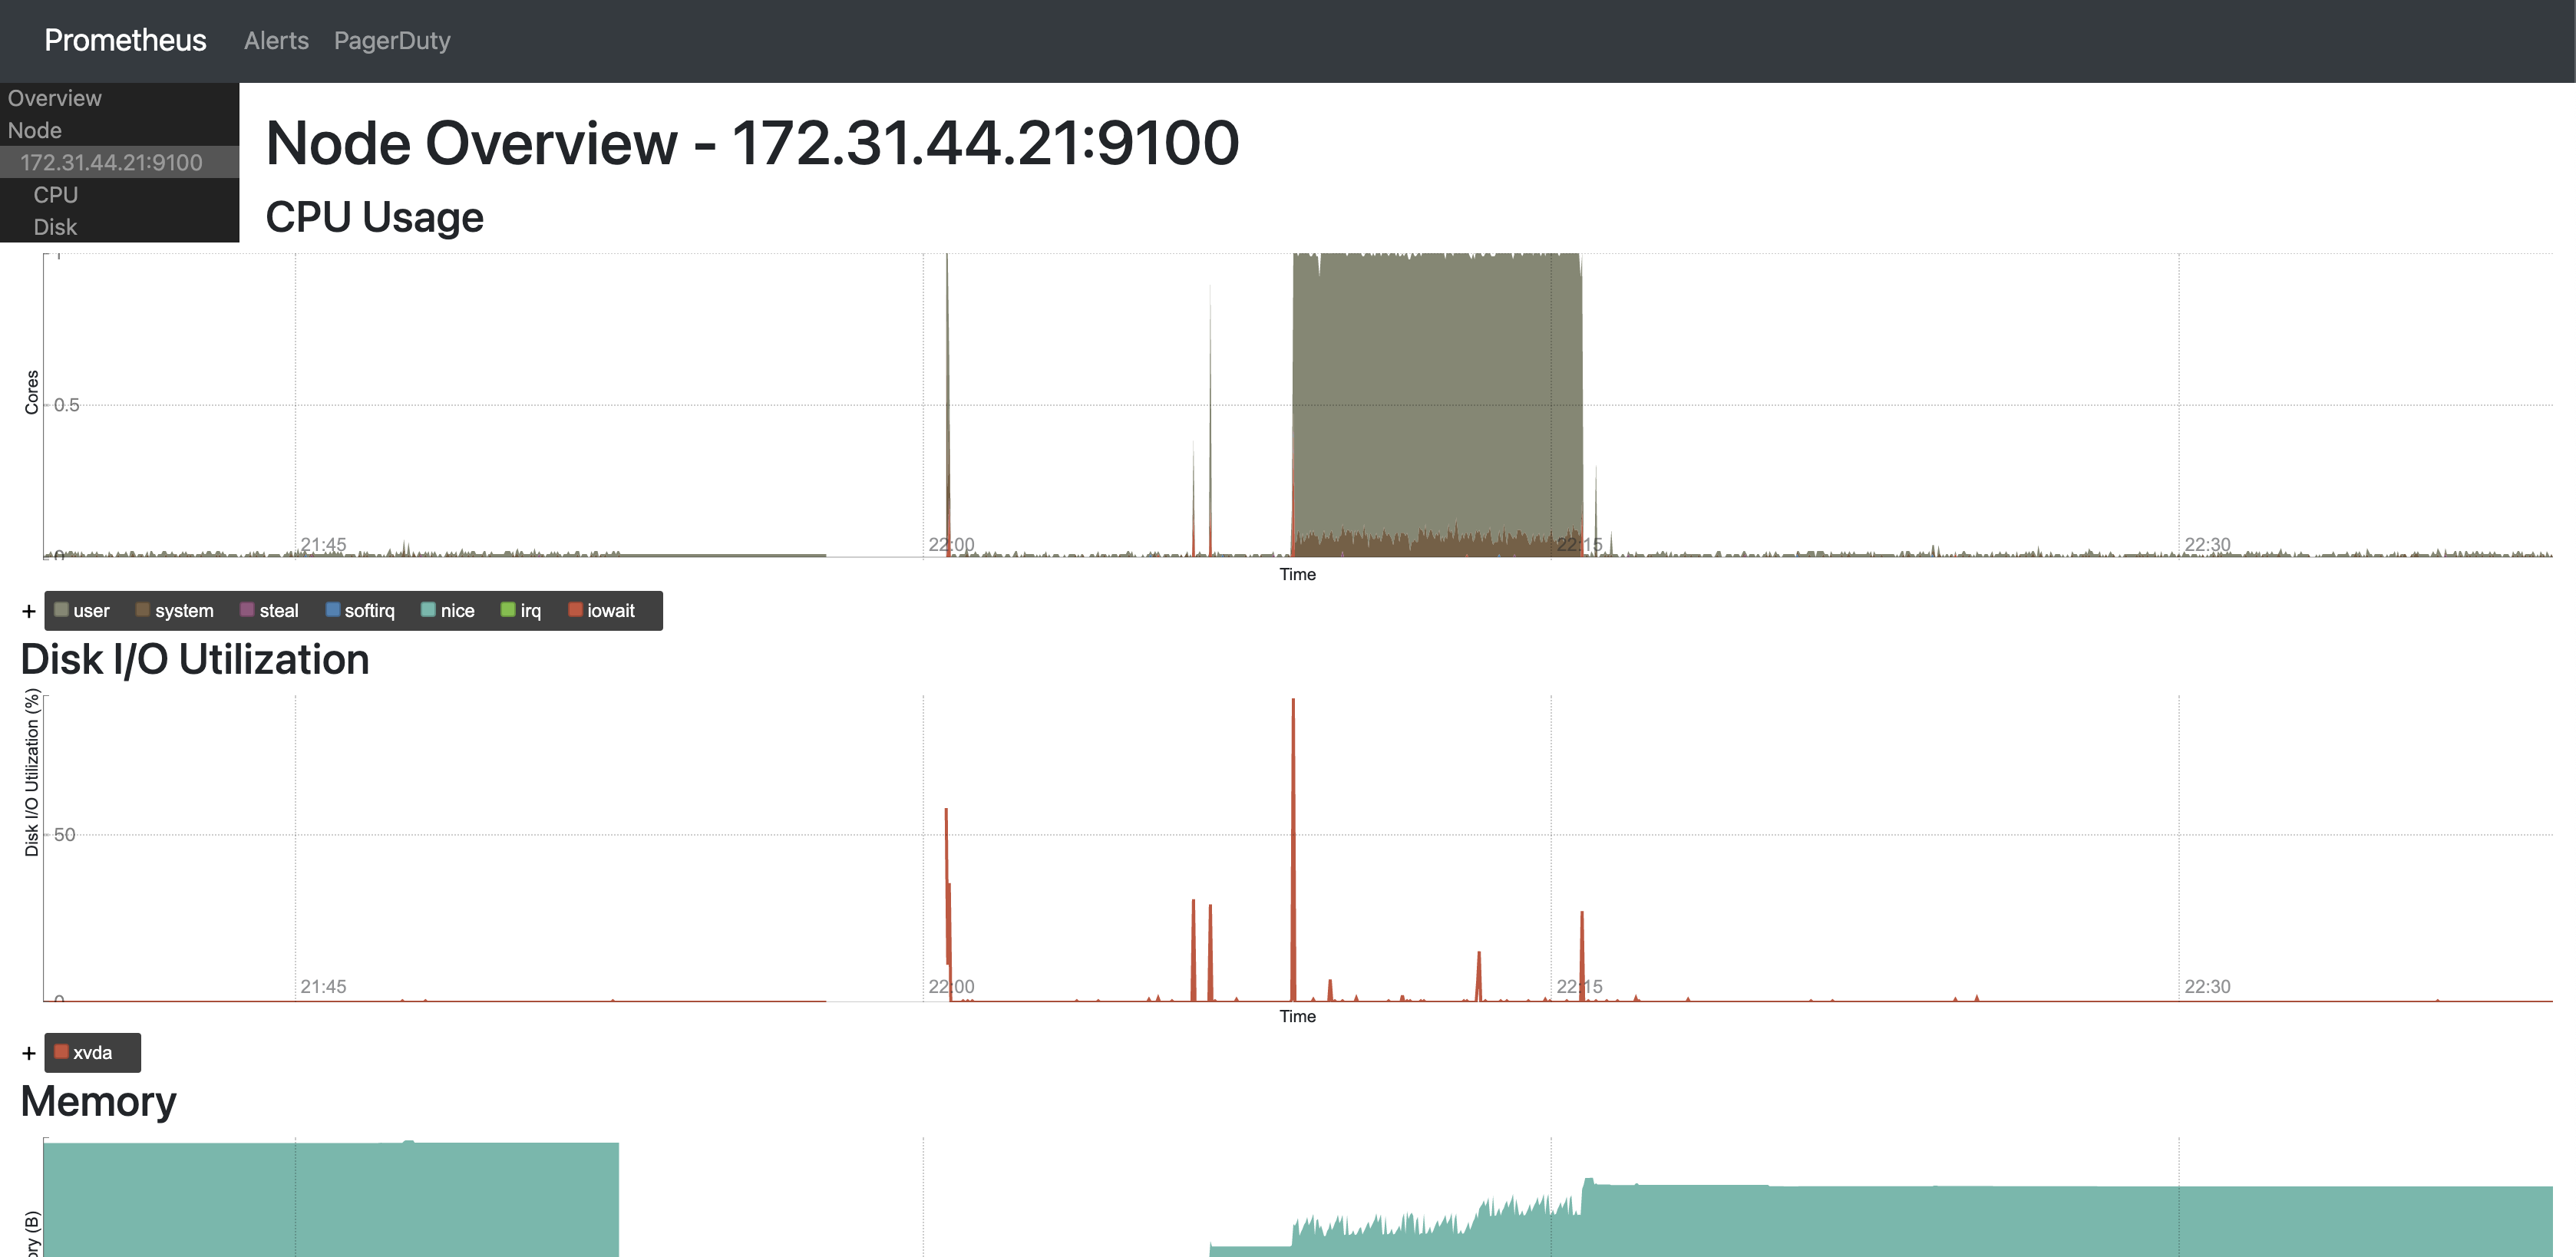 Prometheus Alerts PagerDuty
Overview
Node
172.31.44.21:9100
CPU
Disk
Node Overview - 172.31.44.21:9100
CPU Usage
Cores
0.5
0
21:45 22:00 22:15 22:30
Time
+ user system steal softirq nice irq iowait
Disk I/O Utilization
Disk I/O Utilization (%)
50
0
21:45 22:00 22:15 22:30
Time
+ xvda
Memory